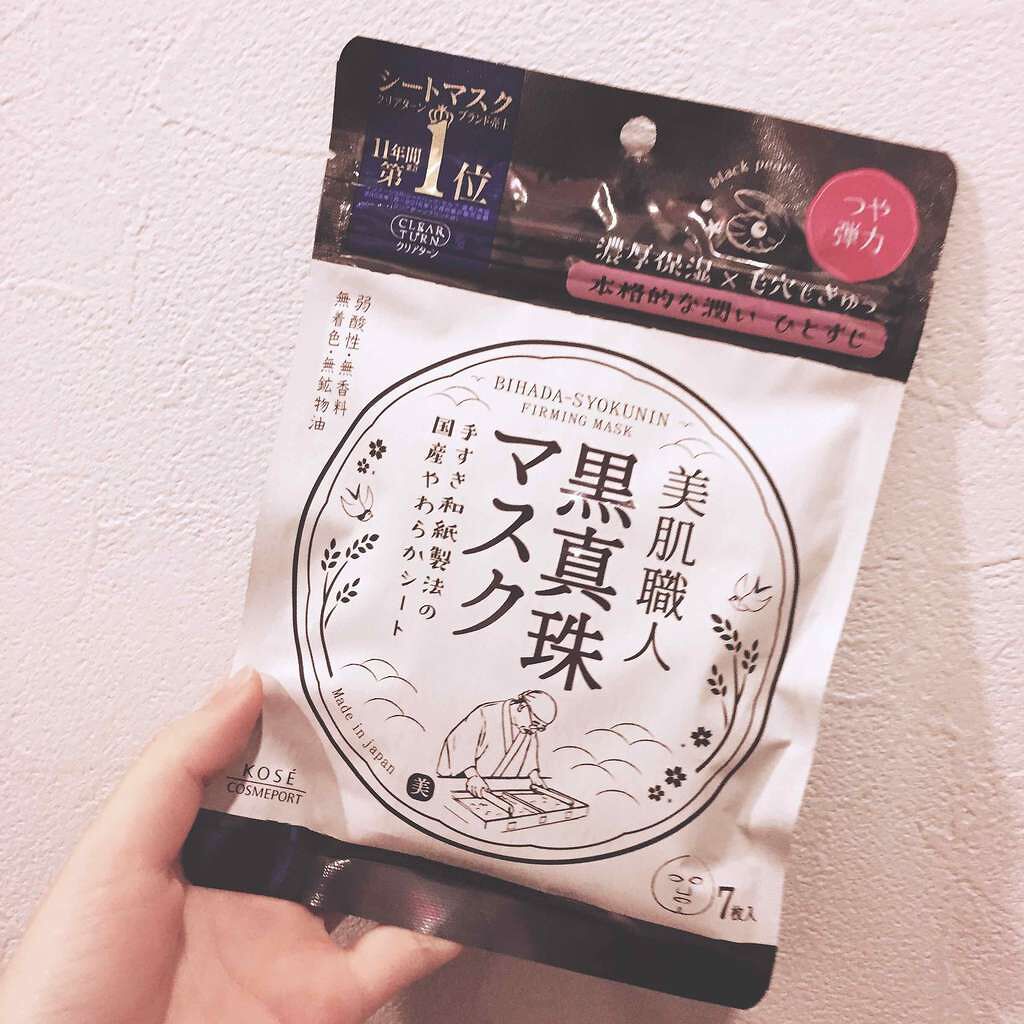 シートマスク
クリアターン ブランド売上
11年間
第1位
CLEAR
TURN
クリアターン
black pearl
つや
弾力
濃厚保湿×毛穴もきゅっ
本格的な潤い ひとすじ
弱酸性・無香料
無着色・無鉱物油
BIHADA-SYOKUNIN
FIRMING MASK
美肌職人
黒真珠
マスク
手すき和紙製法の
国産やわらかシート
Made in japan
美
KOSÉ
COSMEPORT
7枚入